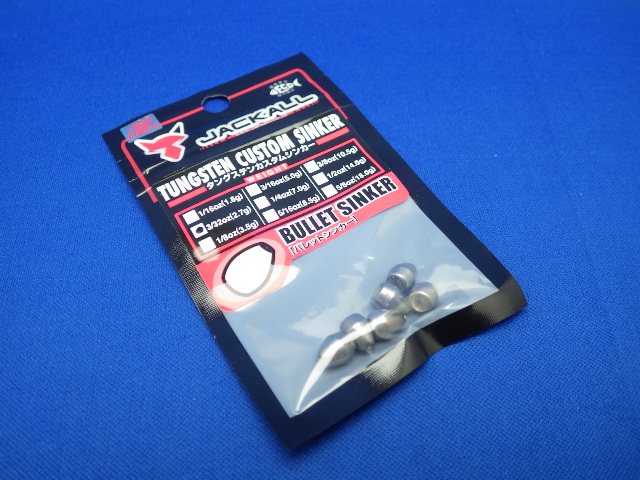 JACKALL
TUNGSTEN CUSTOM SINKER
タングステンカスタムシンカー
WEIGHT
1/16oz(1.8g)
3/16oz(5.0g)
3/8oz(10.5g)
3/32oz(2.7g)
1/4oz(7.0g)
1/2oz(14.0g)
1/8oz(3.5g)
5/16oz(8.5g)
5/8oz(18.0g)
BULLET SINKER
[バレットシンカー]